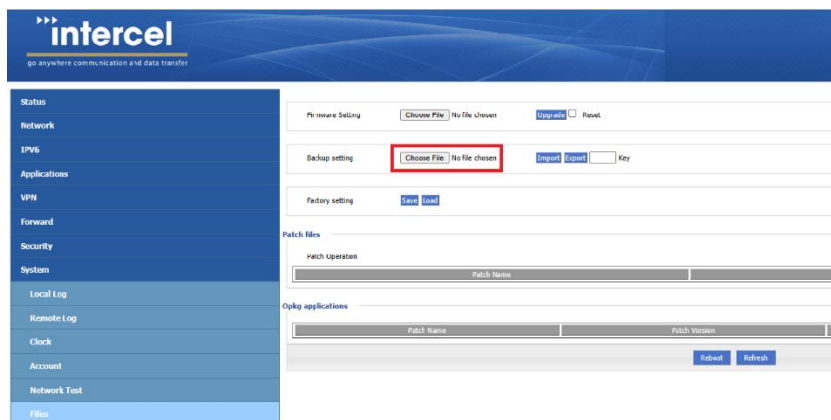 intercel
go anywhere communication and data transfer
Status
Network
IPV6
Applications
VPN
Forward
Security
System
Local Log
Remote Log
Clock
Account
Network Test
Files
Firmware Setting Choose File No file chosen Upgrade Reset
Backup setting Choose File No file chosen Import Export Key
Factory setting Save Load
Patch files
Patch Operation
Patch Name
Opkg applications
Patch Name Patch Version
Reboot Refresh